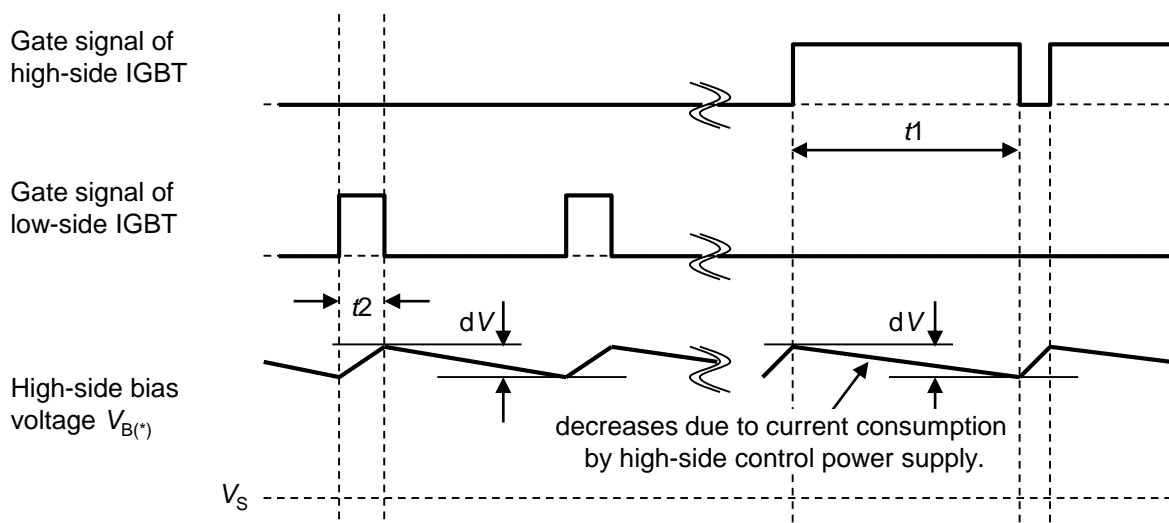 Gate signal of
high-side IGBT
t1
Gate signal of
low-side IGBT
t2
dV
dV
High-side bias
voltage VB(*)
decreases due to current consumption
by high-side control power supply.
VS